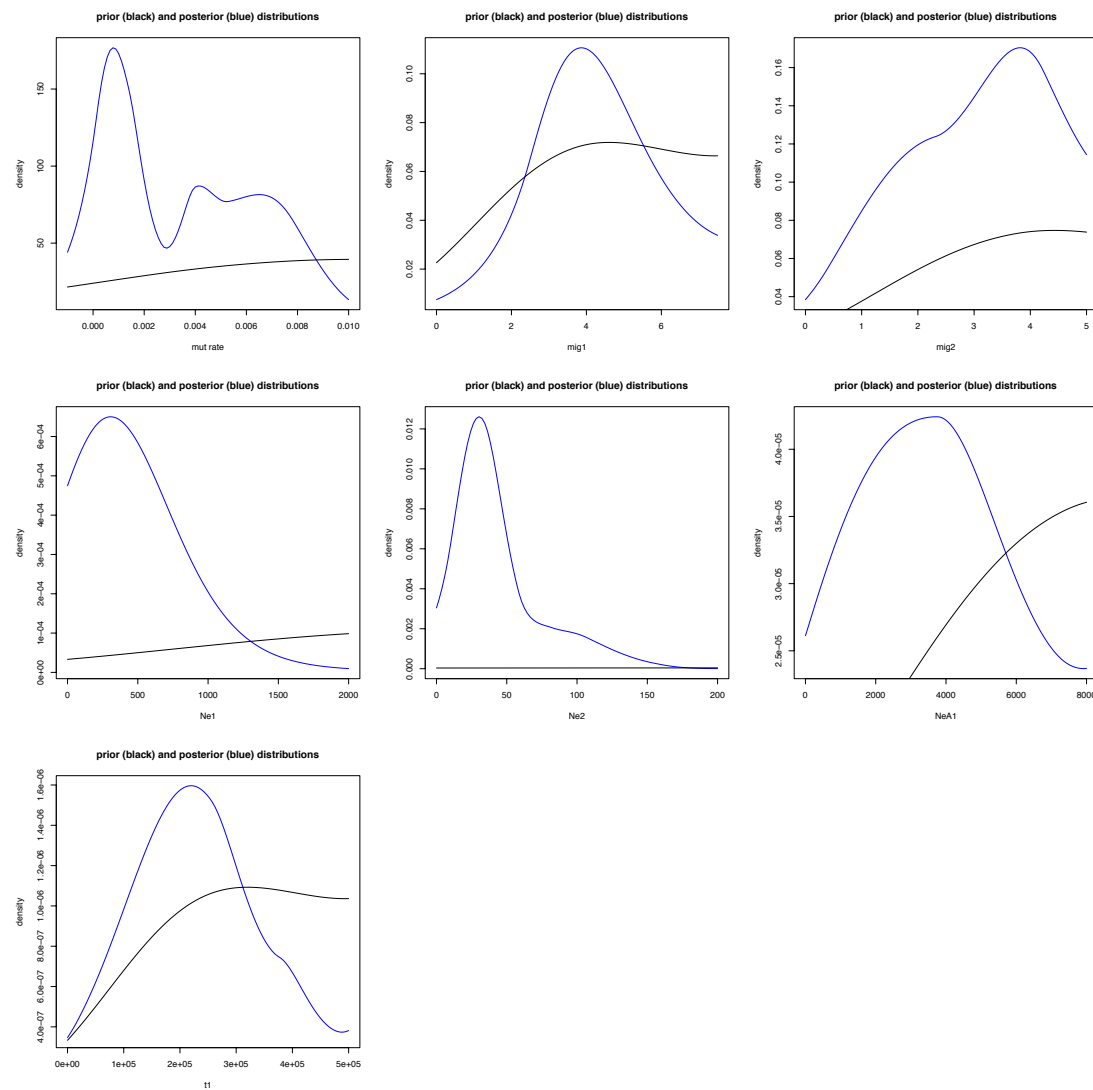 prior (black) and posterior (blue) distributions
density
50
100
150
0.000
0.002
0.004
0.006
0.008
0.010
mut rate
prior (black) and posterior (blue) distributions
density
0.02
0.04
0.06
0.08
0.10
0
2
4
6
mig1
prior (black) and posterior (blue) distributions
density
0.04
0.06
0.08
0.10
0.12
0.14
0.16
0
1
2
3
4
5
mig2
prior (black) and posterior (blue) distributions
density
0e+00
1e-04
2e-04
3e-04
4e-04
5e-04
6e-04
0
500
1000
1500
2000
Ne1
prior (black) and posterior (blue) distributions
density
0.000
0.002
0.004
0.006
0.008
0.010
0.012
0
50
100
150
200
Ne2
prior (black) and posterior (blue) distributions
density
2.5e-05
3.0e-05
3.5e-05
4.0e-05
0
2000
4000
6000
8000
NeA1
prior (black) and posterior (blue) distributions
density
4.0e-07
6.0e-07
8.0e-07
1.0e-06
1.2e-06
1.4e-06
1.6e-06
0e+00
1e+05
2e+05
3e+05
4e+05
5e+05
t1